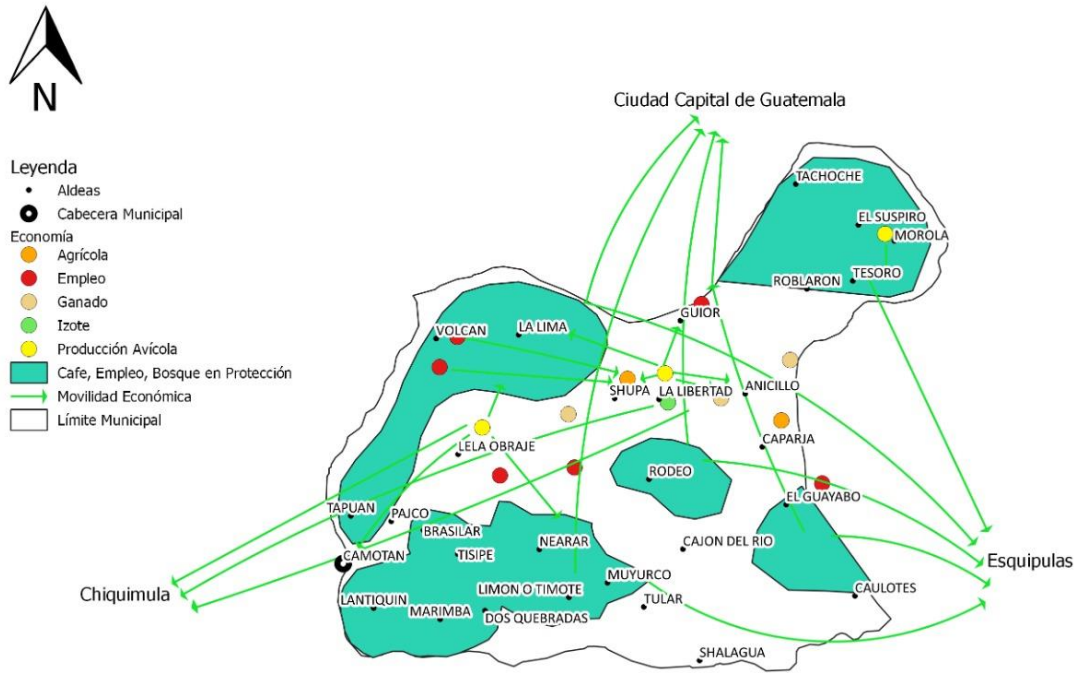 N
Ciudad Capital de Guatemala
Leyenda
Aldeas
Cabecera Municipal
Economía
Agrícola
Empleo
Ganado
Izote
Producción Avícola
Cafe, Empleo, Bosque en Protección
Movilidad Económica
Límite Municipal
TACHOCHE
EL SUSPIRO
MOROLA
ROBLARON
TESORO
GUIOR
VOLCAN
LA LIMA
SHUPA
LA LIBERTAD
ANICILLO
CAPARJA
LELA OBRAJE
RODEO
EL GUAYABO
TAPUAN
PAJCO
BRASILAR
CAMOTAN
TISIPE
NEARAR
CAJON DEL RIO
Esquipulas
Chiquimula
LANTIQUIN
MARIMBA
LIMON O TIMOTE
DOS QUEBRADAS
MUYURCO
TULAR
CAULOTES
SHALAGUA